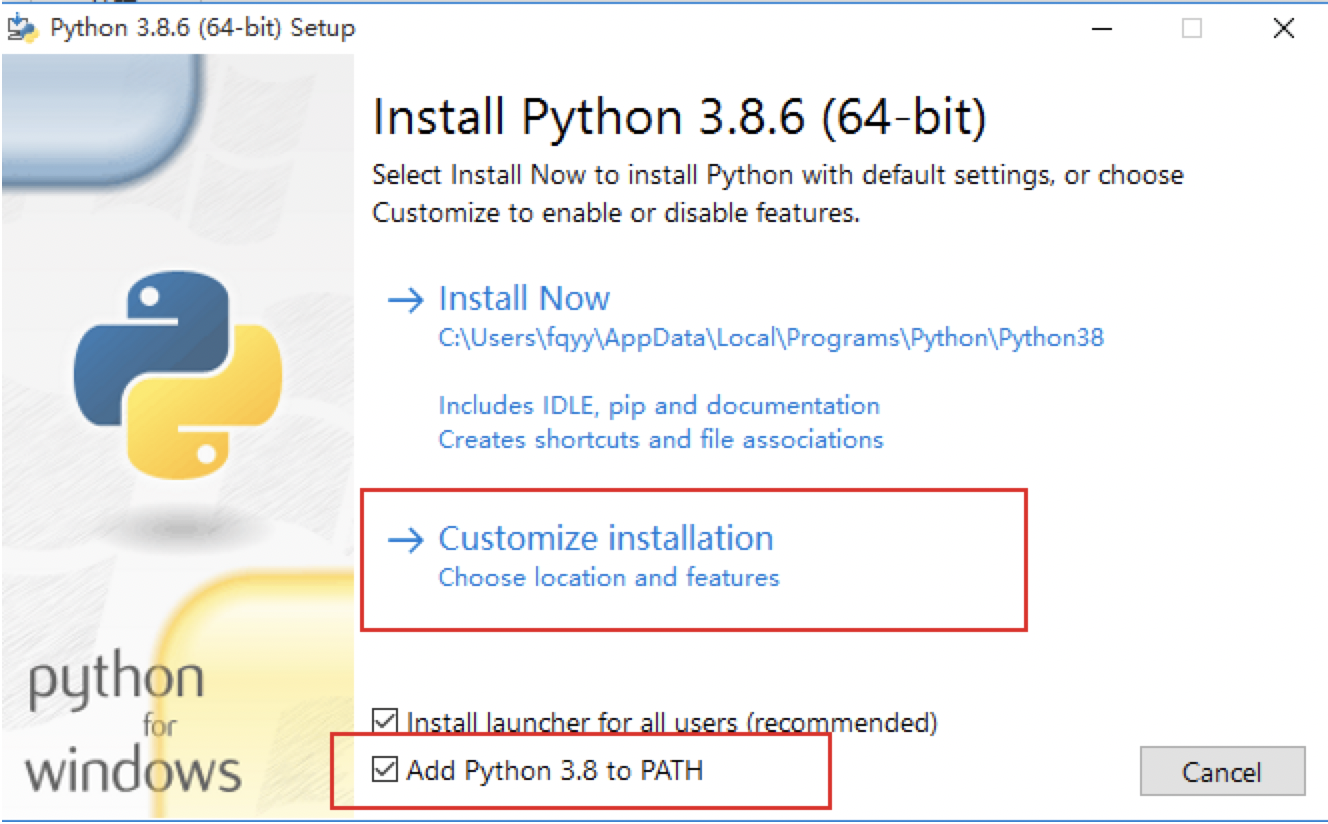 Python 3.8.6 (64-bit) Setup
Install Python 3.8.6 (64-bit)
Select Install Now to install Python with default settings, or choose
Customize to enable or disable features.
Install Now
C:\Users\fqyy\AppData\Local\Programs\Python\Python38
Includes IDLE, pip and documentation
Creates shortcuts and file associations
Customize installation
Choose location and features
python
for
windows
Install launcher for all users (recommended)
Add Python 3.8 to PATH
Cancel